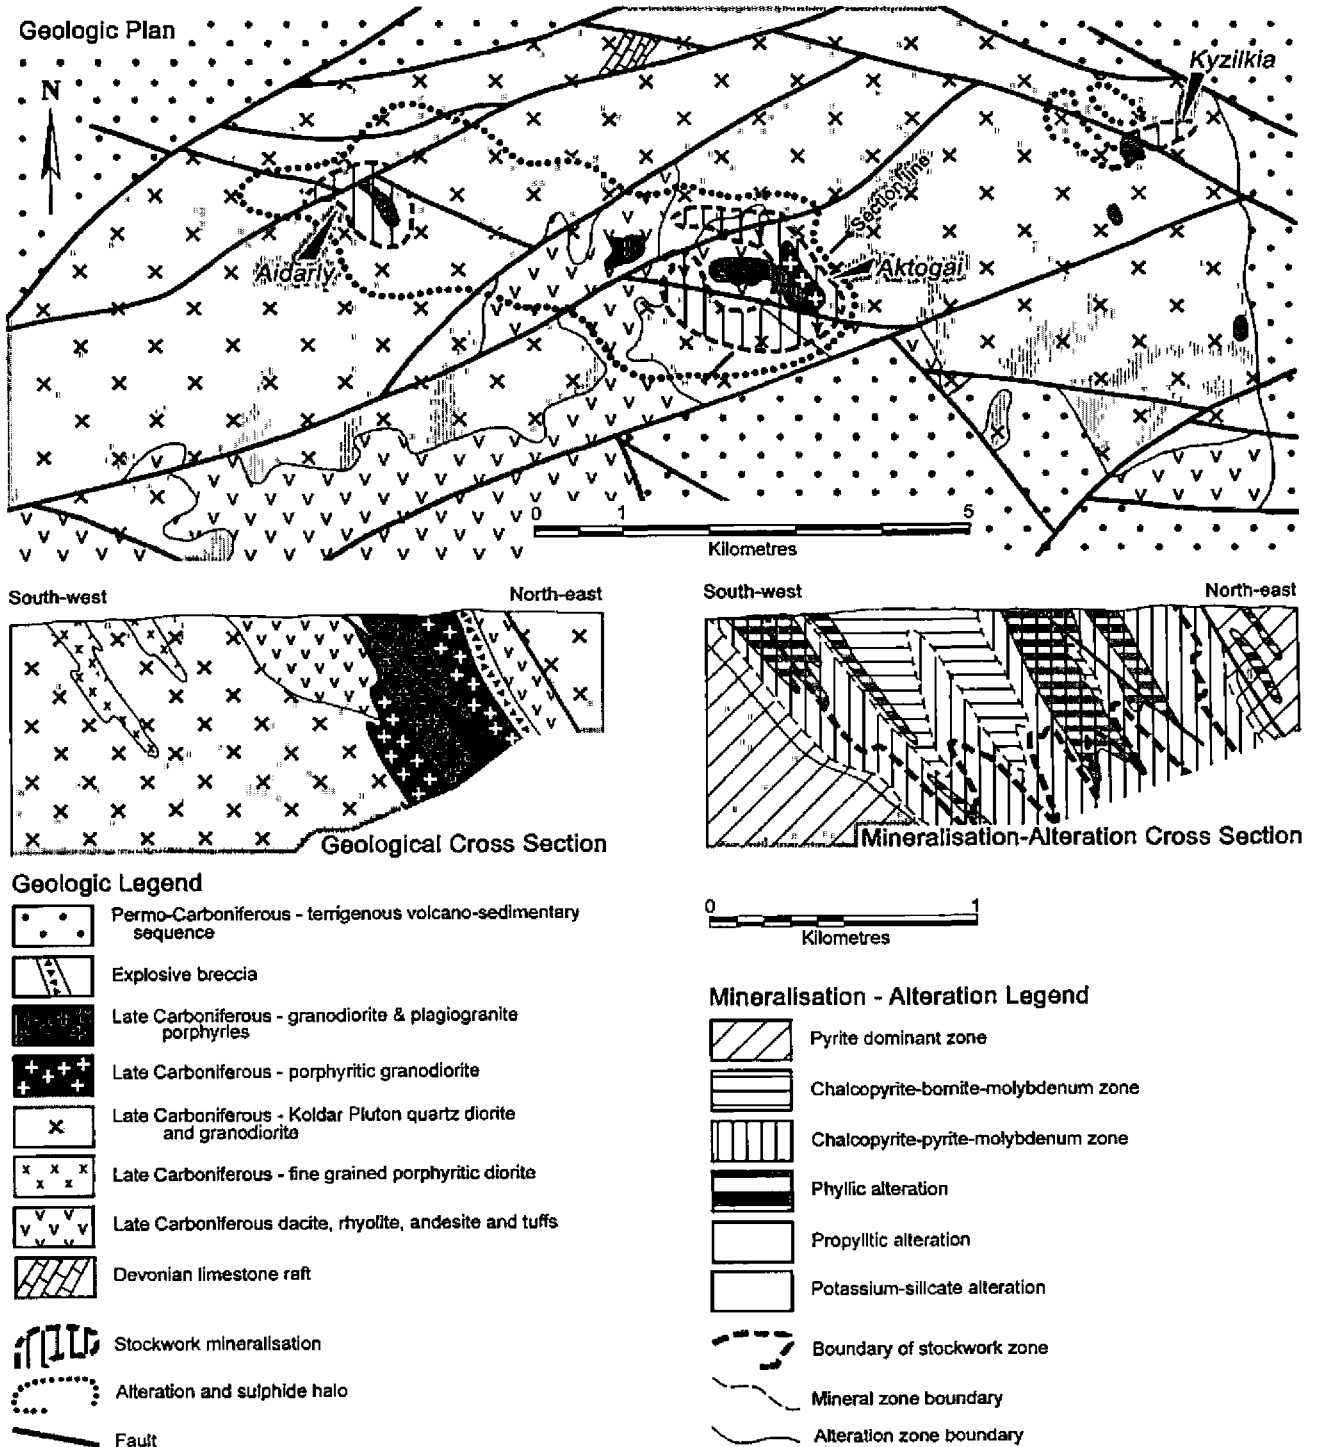 Geologic Plan
N
Kyzilkia
Section line
Aidarly
Aktogai
0 1 5
Kilometres
South-west North-east
Geological Cross Section
South-west North-east
Mineralisation-Alteration Cross Section
Geologic Legend
Permo-Carboniferous - terrigenous volcano-sedimentary
sequence
Explosive breccia
Late Carboniferous - granodiorite & plagiogranite
porphyries
Late Carboniferous - porphyritic granodiorite
Late Carboniferous - Koldar Pluton quartz diorite
and granodiorite
Late Carboniferous - fine grained porphyritic diorite
Late Carboniferous dacite, rhyolite, andesite and tuffs
Devonian limestone raft
Stockwork mineralisation
Alteration and sulphide halo
Fault
0 1
Kilometres
Mineralisation - Alteration Legend
Pyrite dominant zone
Chalcopyrite-bornite-molybdenum zone
Chalcopyrite-pyrite-molybdenum zone
Phyllic alteration
Propylitic alteration
Potassium-silicate alteration
Boundary of stockwork zone
Mineral zone boundary
Alteration zone boundary